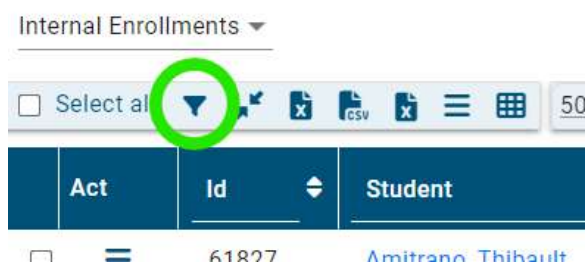 Internal Enrollments
Select al 50
Act Id Student
61827 Amitrano, Thibault